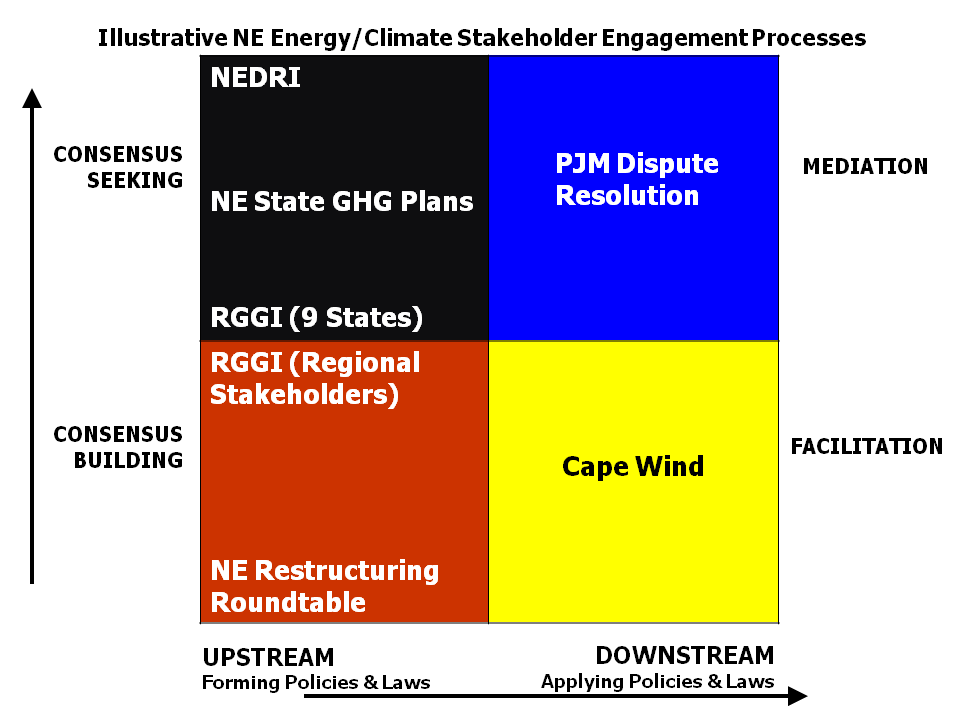 Illustrative NE Energy/Climate Stakeholder Engagement Processes
NEDRI
CONSENSUS
SEEKING
NE State GHG Plans
RGGI (9 States)
PJM Dispute
Resolution
MEDIATION
RGGI (Regional
Stakeholders)
CONSENSUS
BUILDING
NE Restructuring
Roundtable
Cape Wind
FACILITATION
UPSTREAM
Forming Policies & Laws
DOWNSTREAM
Applying Policies & Laws